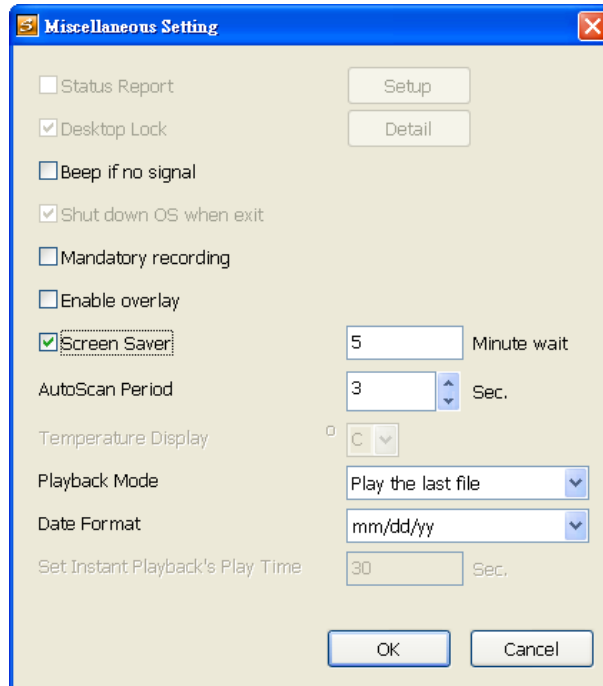 Miscellaneous Setting
Status Report Setup
Desktop Lock Detail
Beep if no signal
Shut down OS when exit
Mandatory recording
Enable overlay
Screen Saver 5 Minute wait
AutoScan Period 3 Sec.
Temperature Display o C
Playback Mode Play the last file
Date Format mm/dd/yy
Set Instant Playback's Play Time 30 Sec.
OK Cancel